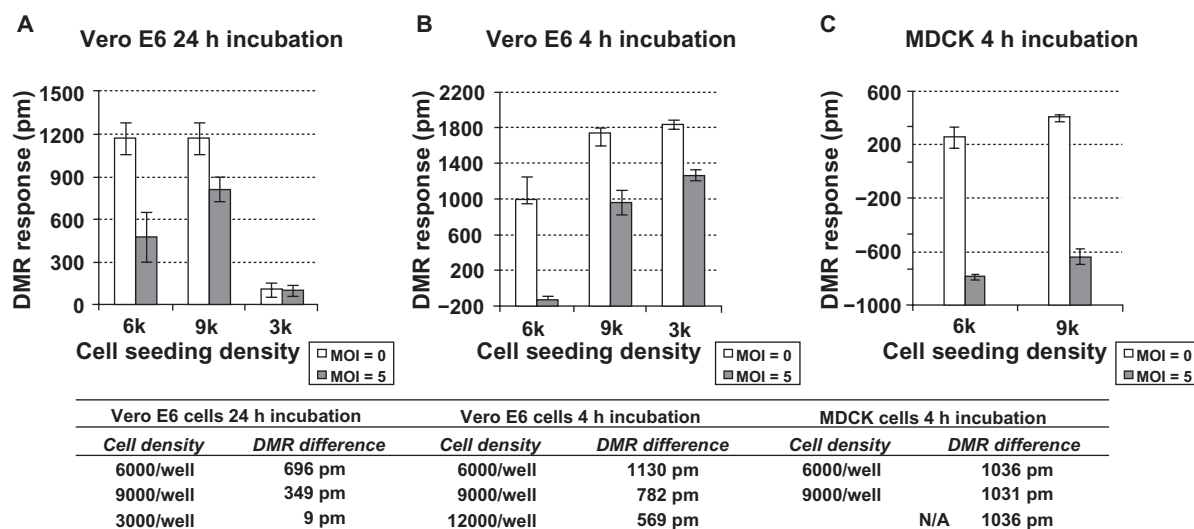 A
Vero E6 24 h incubation
DMR response (pm)
1500
1200
900
600
300
0
6k 9k 3k
Cell seeding density
MOI = 0
MOI = 5
B
Vero E6 4 h incubation
DMR response (pm)
2200
1800
1400
1000
600
200
−200
6k 9k 3k
Cell seeding density
MOI = 0
MOI = 5
C
MDCK 4 h incubation
DMR response (pm)
600
200
−200
−600
−1000
6k 9k
Cell seeding density
MOI = 0
MOI = 5
Vero E6 cells 24 h incubation Vero E6 cells 4 h incubation MDCK cells 4 h incubation
Cell density DMR difference Cell density DMR difference Cell density DMR difference
6000/well 696 pm 6000/well 1130 pm 6000/well 1036 pm
9000/well 349 pm 9000/well 782 pm 9000/well 1031 pm
3000/well 9 pm 12000/well 569 pm N/A 1036 pm